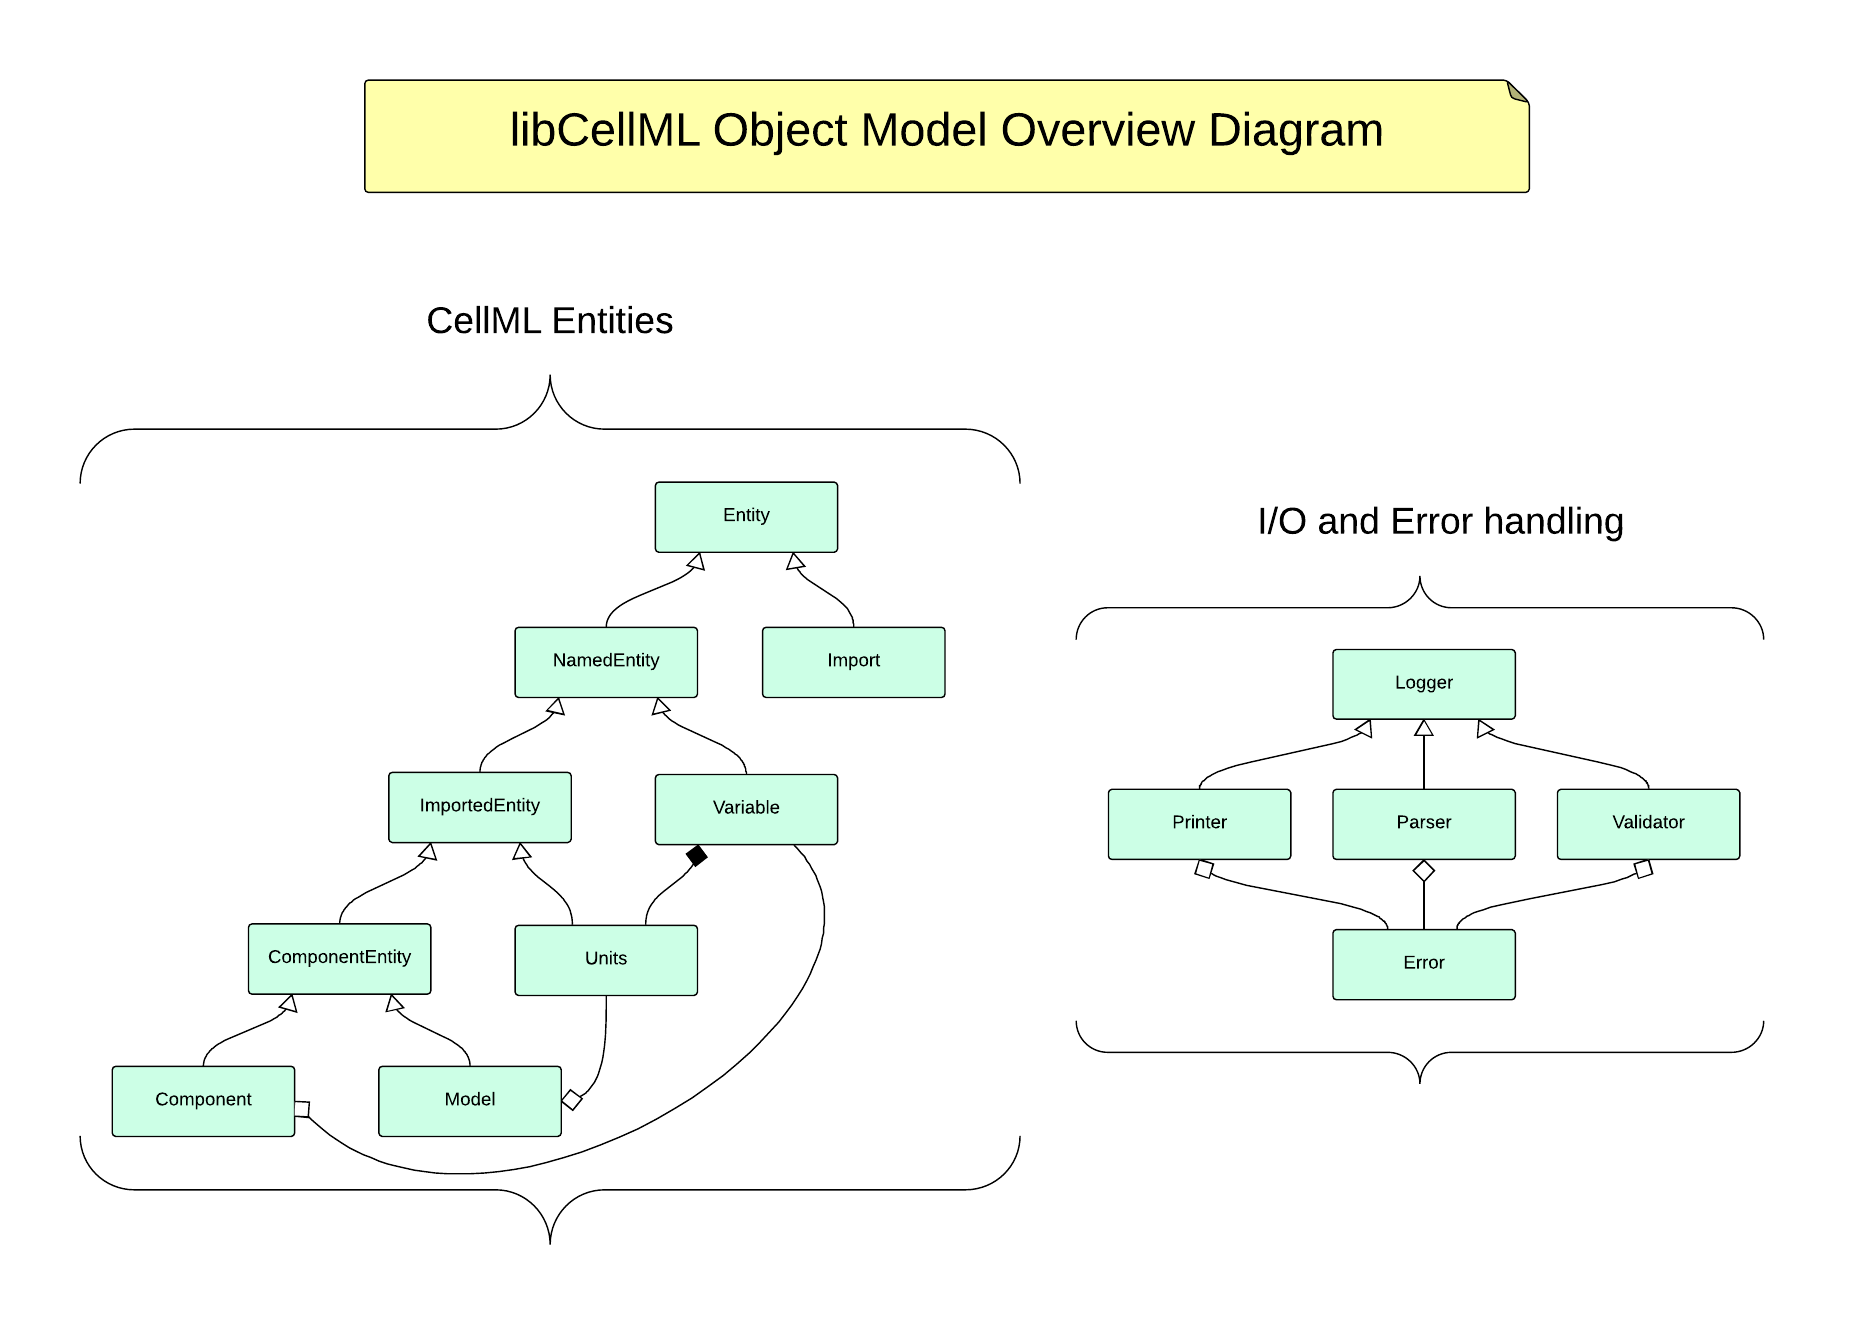 libCellML Object Model Overview Diagram
CellML Entities
Entity
NamedEntity
Import
ImportedEntity
Variable
ComponentEntity
Units
Component
Model
I/O and Error handling
Logger
Printer
Parser
Validator
Error